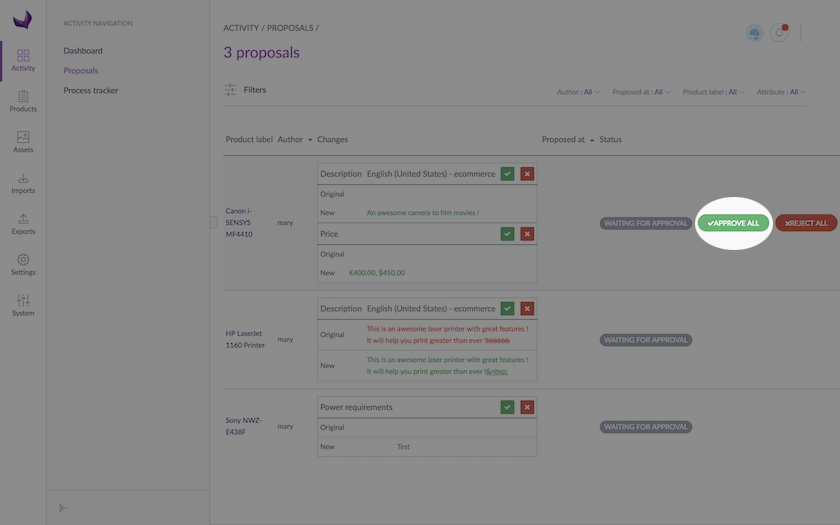 ACTIVITY NAVIGATION
Dashboard
Proposals
Process tracker
Activity
Products
Assets
Imports
Exports
Settings
System
ACTIVITY / PROPOSALS /
3 proposals
Filters
Author : All
Proposed at : All
Product label : All
Attribute : All
Product label Author Changes Proposed at Status
Canon i-
SENSYS
MF4410
mary
Description English (United States) - ecommerce
Original
New An awesome camera to film movies !
Price
Original
New €400.00, $450.00
WAITING FOR APPROVAL
APPROVE ALL
REJECT ALL
HP LaserJet
1160 Printer
mary
Description English (United States) - ecommerce
Original
This is an awesome laser printer with great features !
It will help you print greater than ever !bbbbbb
New
This is an awesome laser printer with great features !
It will help you print greater than ever !&nbsp;
WAITING FOR APPROVAL
Sony NWZ-
E438F
mary
Power requirements
Original
New Test
WAITING FOR APPROVAL